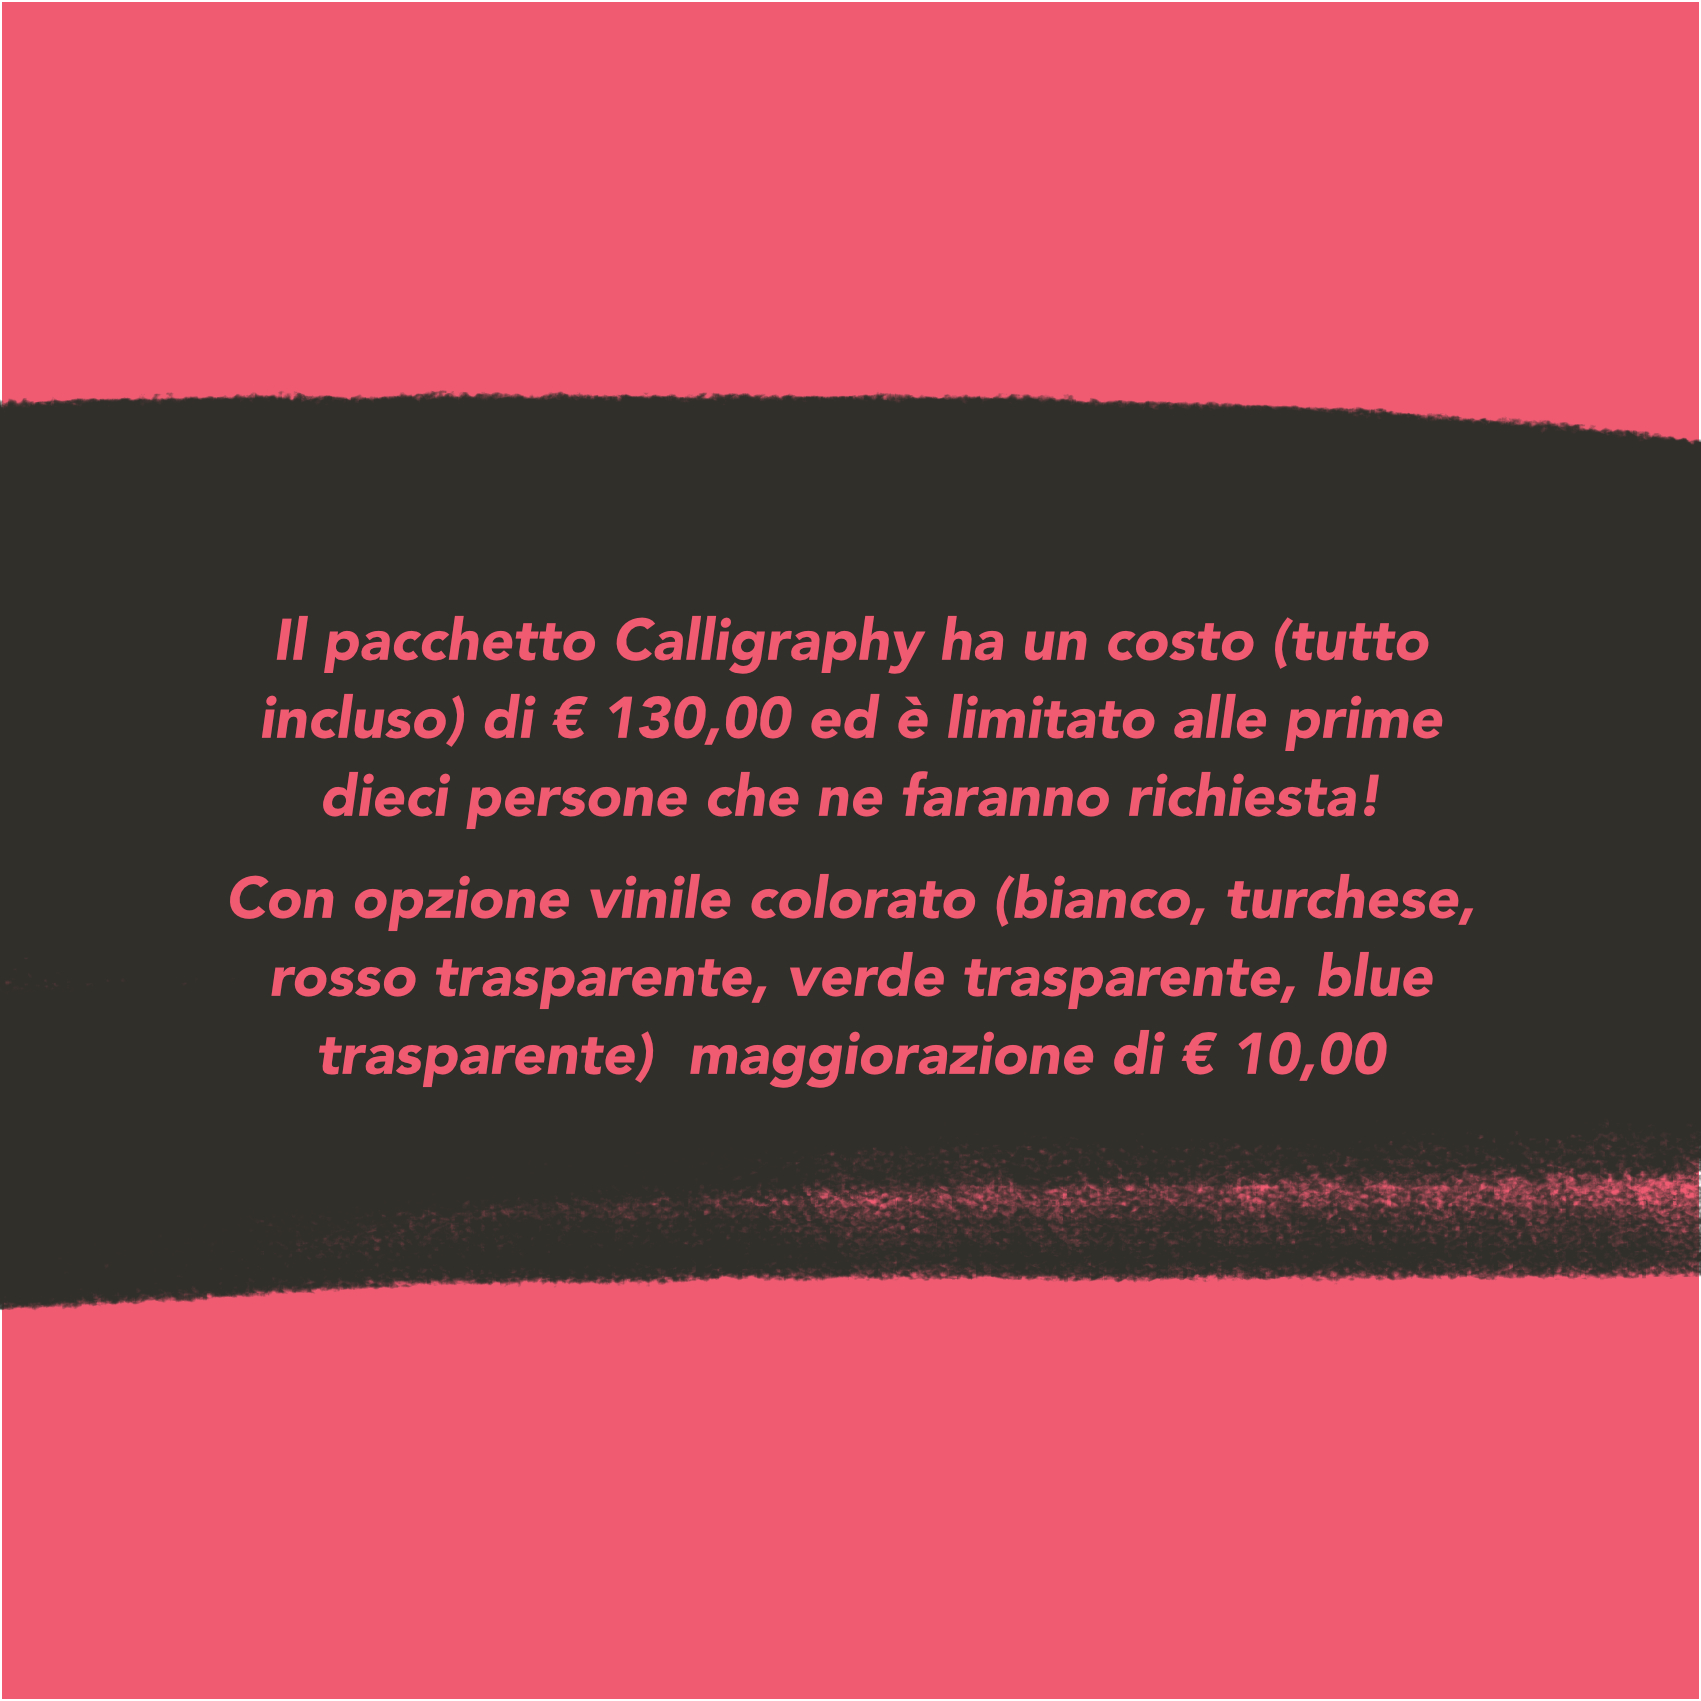 Il pacchetto Calligraphy ha un costo (tutto
incluso) di € 130,00 ed è limitato alle prime
dieci persone che ne faranno richiesta!
Con opzione vinile colorato (bianco, turchese,
rosso trasparente, verde trasparente, blue
trasparente)  maggiorazione di € 10,00